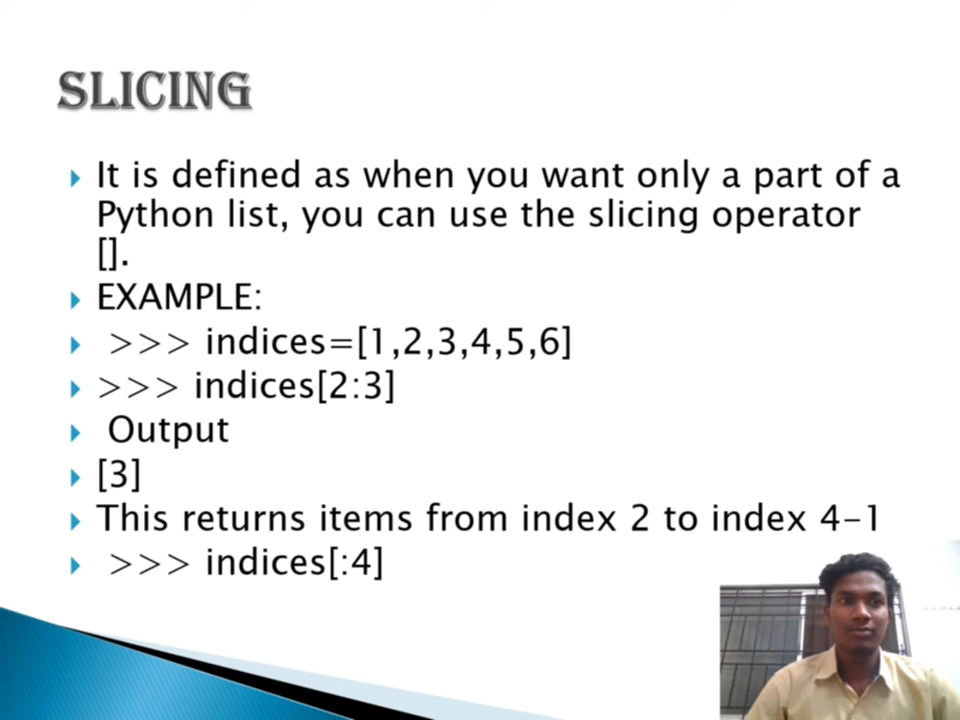 SLICING
It is defined as when you want only a part of a
Python list, you can use the slicing operator
[].
EXAMPLE:
>>> indices=[1,2,3,4,5,6]
>>> indices[2:3]
Output
[3]
This returns items from index 2 to index 4-1
>>> indices[:4]